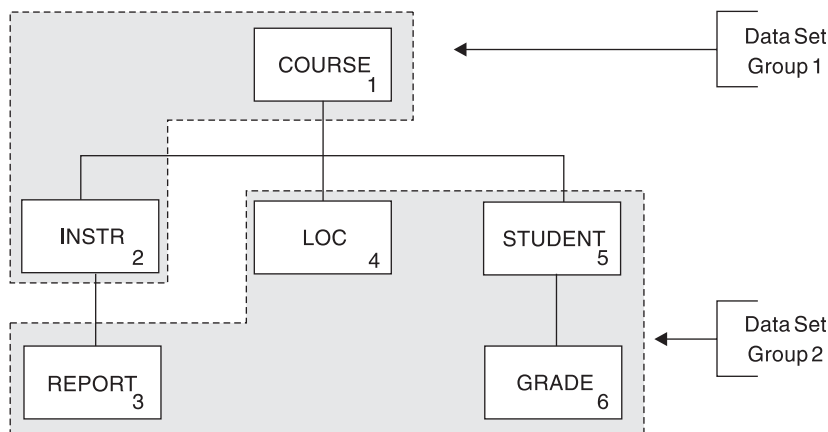 COURSE
1
Data Set
Group 1
INSTR
2
LOC
4
STUDENT
5
REPORT
3
GRADE
6
Data Set
Group 2